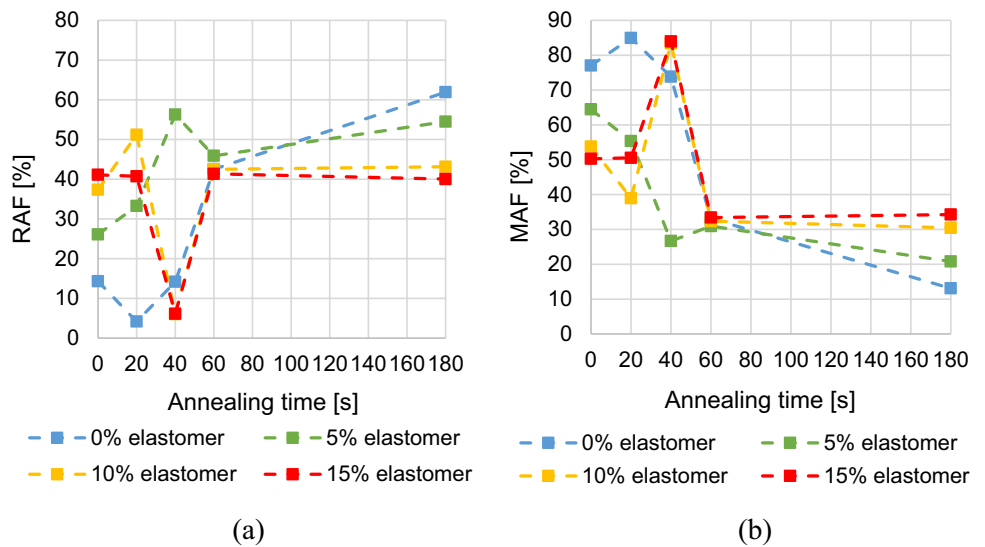 80
70
60
50
40
30
20
10
0
RAF [%]
0 20 40 60 80 100 120 140 160 180
Annealing time [s]
0% elastomer 5% elastomer
10% elastomer 15% elastomer
(a)
90
80
70
60
50
40
30
20
10
0
MAF [%]
0 20 40 60 80 100 120 140 160 180
Annealing time [s]
0% elastomer 5% elastomer
10% elastomer 15% elastomer
(b)